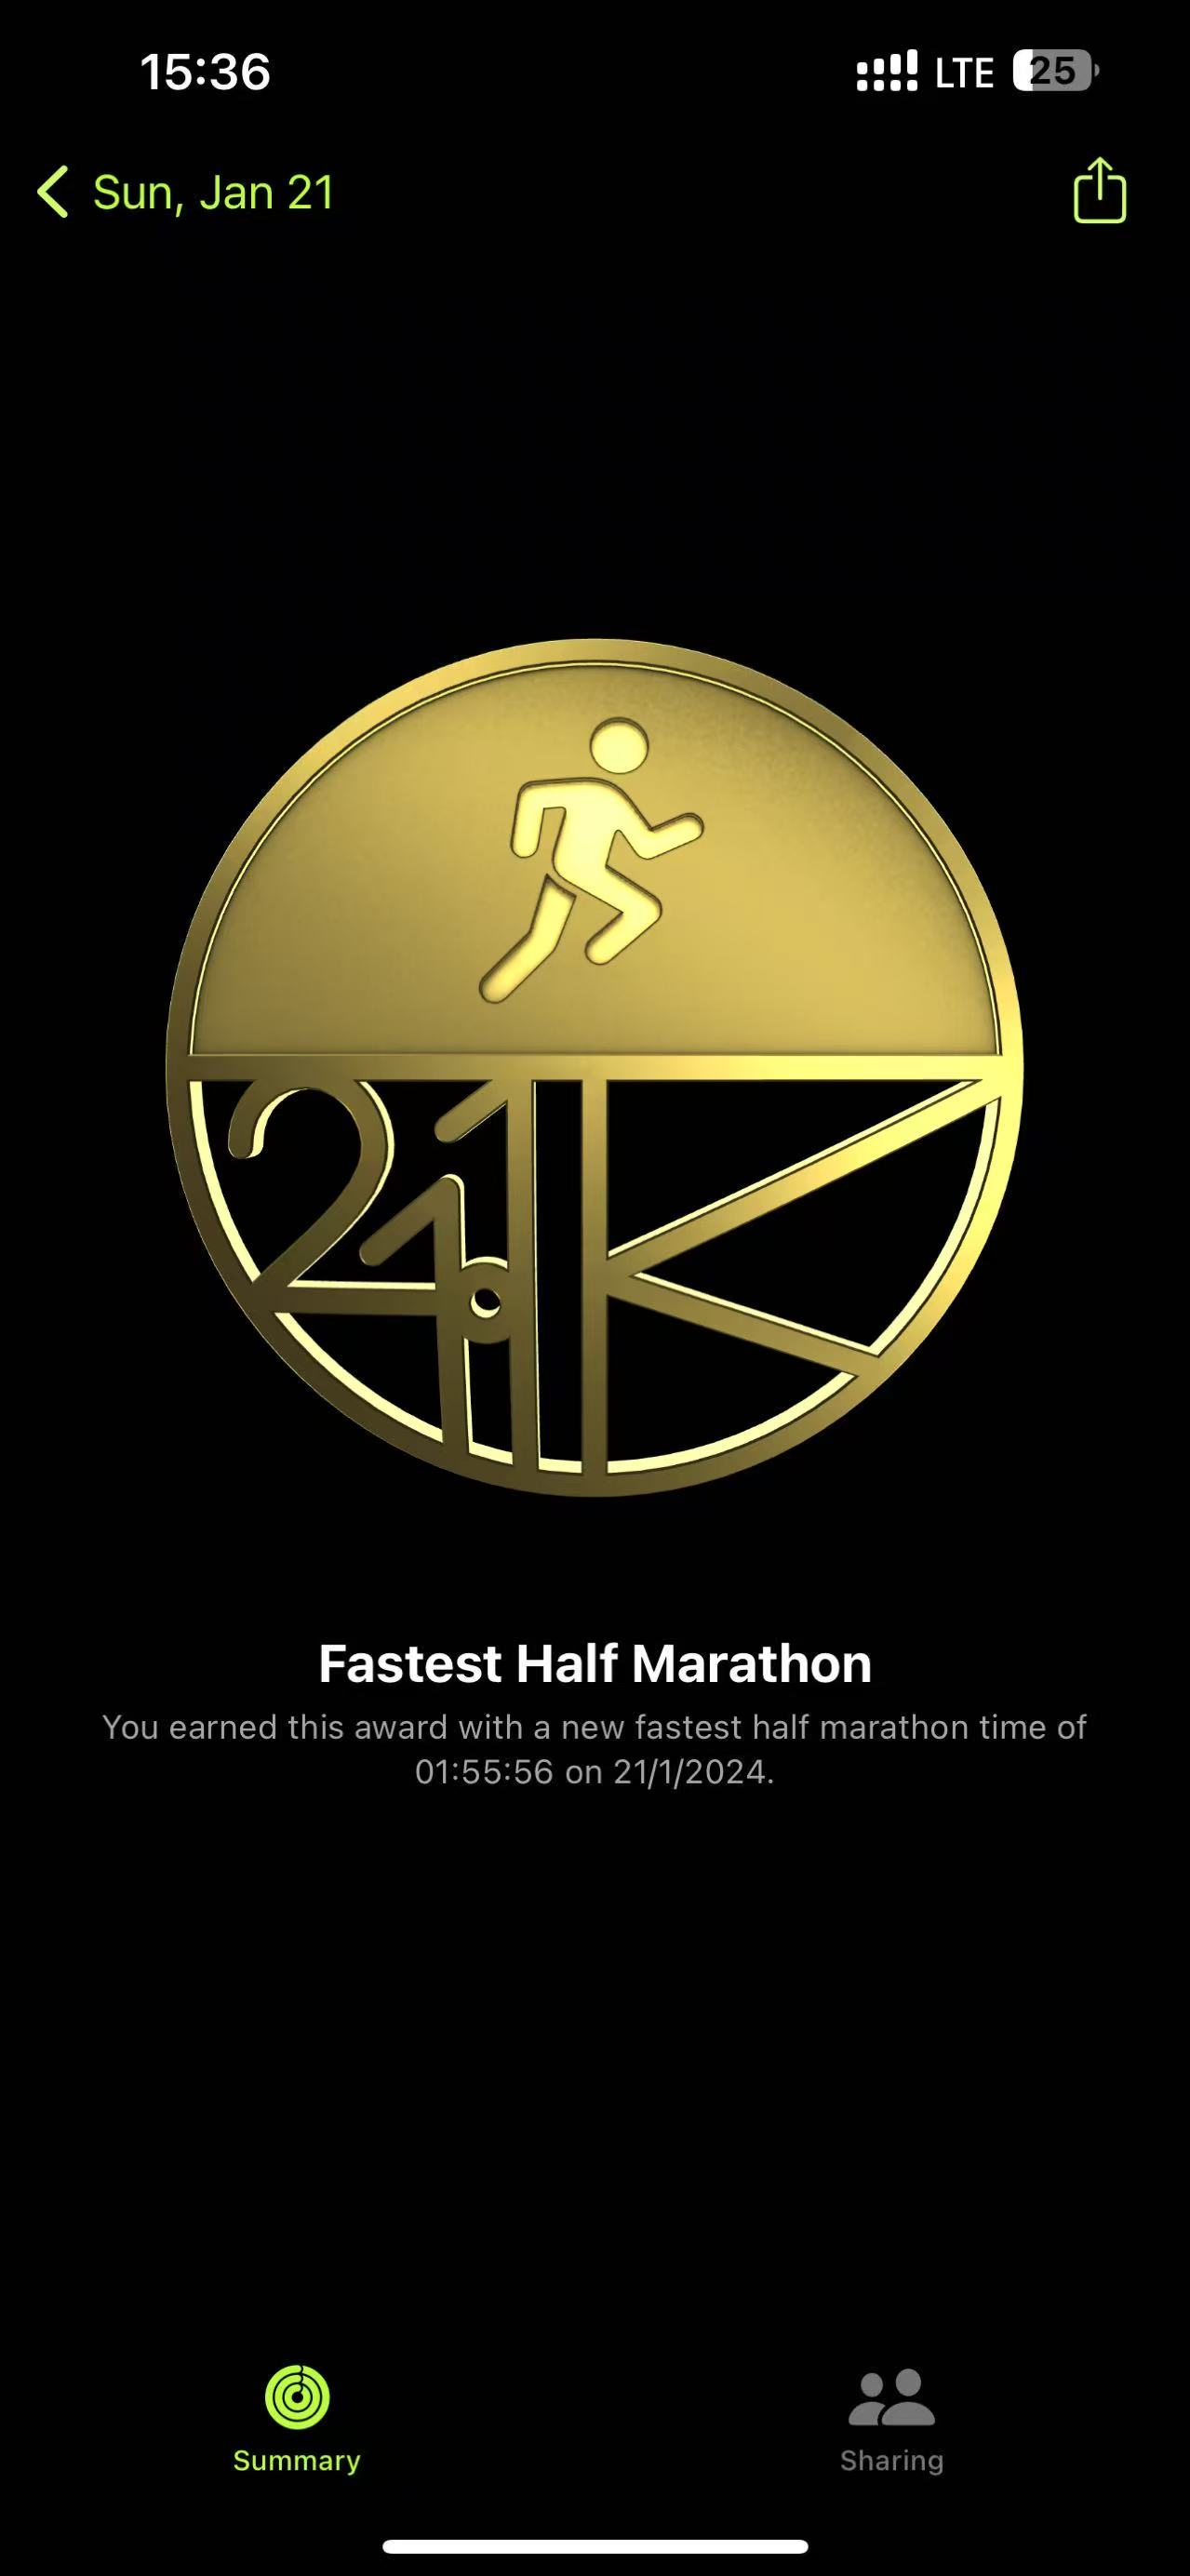 15:36 LTE 25
Sun, Jan 21
21.1K
Fastest Half Marathon
You earned this award with a new fastest half marathon time of
01:55:56 on 21/1/2024.
Summary Sharing